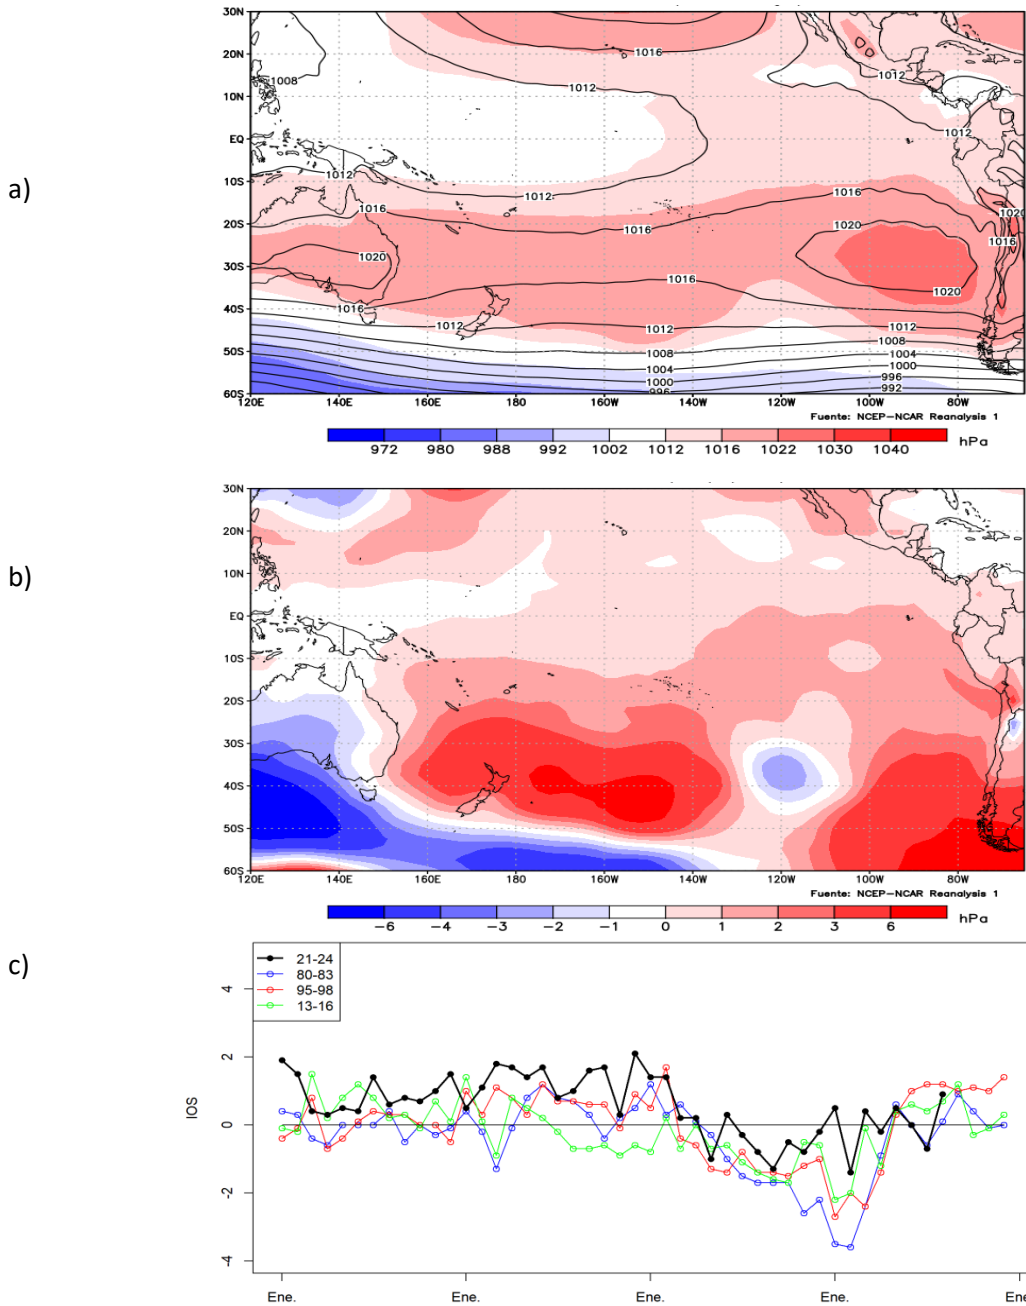 a)
30N
20N
10N
EQ
10S
20S
30S
40S
50S
60S
1008
1016
1012
1012
1012
1012
1012
1016
1016
1016
1020
1020
1016
1020
1020
1016
1016
1012
1012
1012
1008
1008
1004
1004
1000
1000
996
996
992
120E
140E
160E
180
160W
140W
120W
100W
80W
Fuente: NCEP-NCAR Reanalysis 1
972
980
988
992
1002
1012
1016
1022
1030
1040
hPa
b)
30N
20N
10N
EQ
10S
20S
30S
40S
50S
60S
120E
140E
160E
180
160W
140W
120W
100W
80W
Fuente: NCEP-NCAR Reanalysis 1
-6
-4
-3
-2
-1
0
1
2
3
6
hPa
c)
21-24
80-83
95-98
13-16
IOS
4
2
0
-2
-4
Ene.
Ene.
Ene.
Ene.
Ene